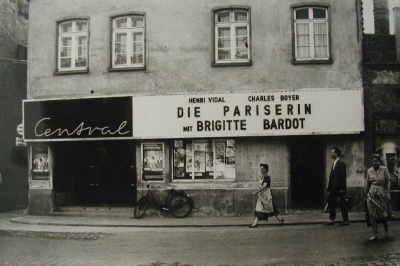 Central
HENRI VIDAL CHARLES BOYER
DIE PARISERIN
MIT BRIGITTE BARDOT